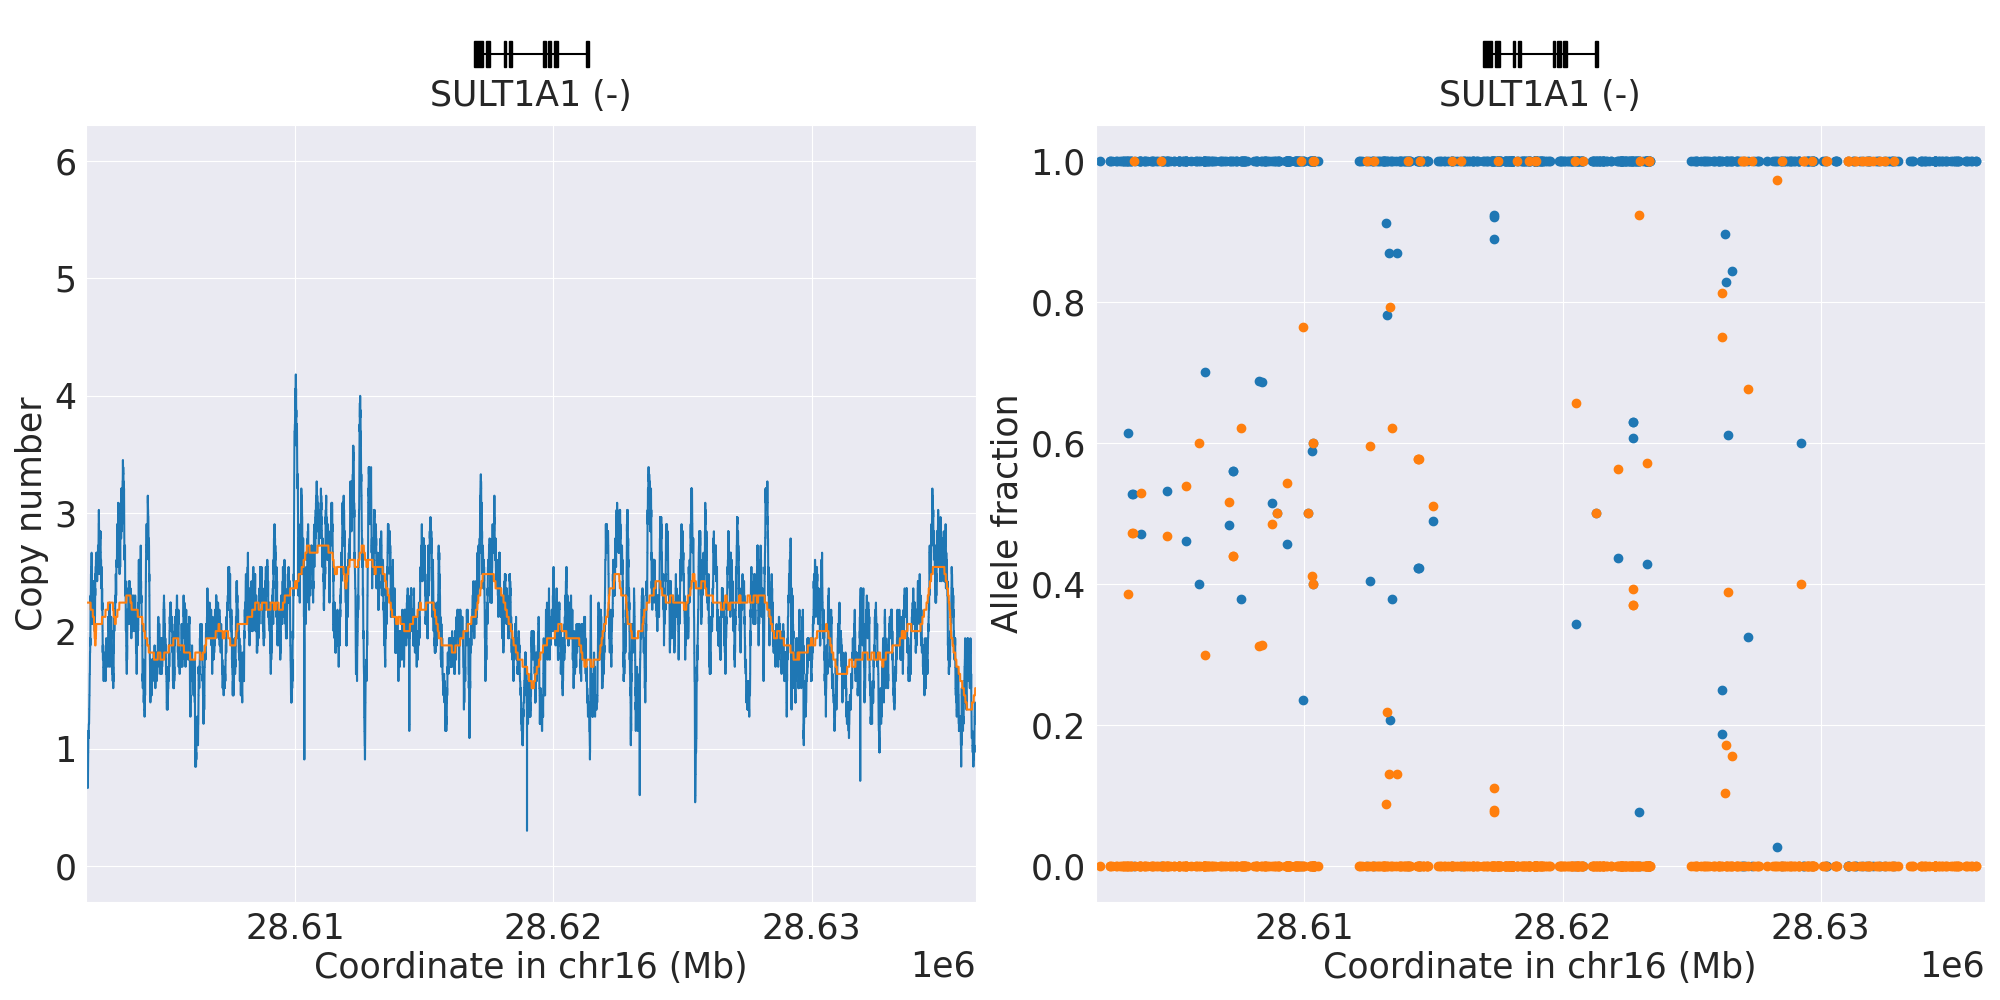 SULT1A1 (-)
6
5
4
3
2
1
0
Copy number
28.61
28.62
28.63
Coordinate in chr16 (Mb)
1e6
SULT1A1 (-)
1.0
0.8
0.6
0.4
0.2
0.0
Allele fraction
28.61
28.62
28.63
Coordinate in chr16 (Mb)
1e6